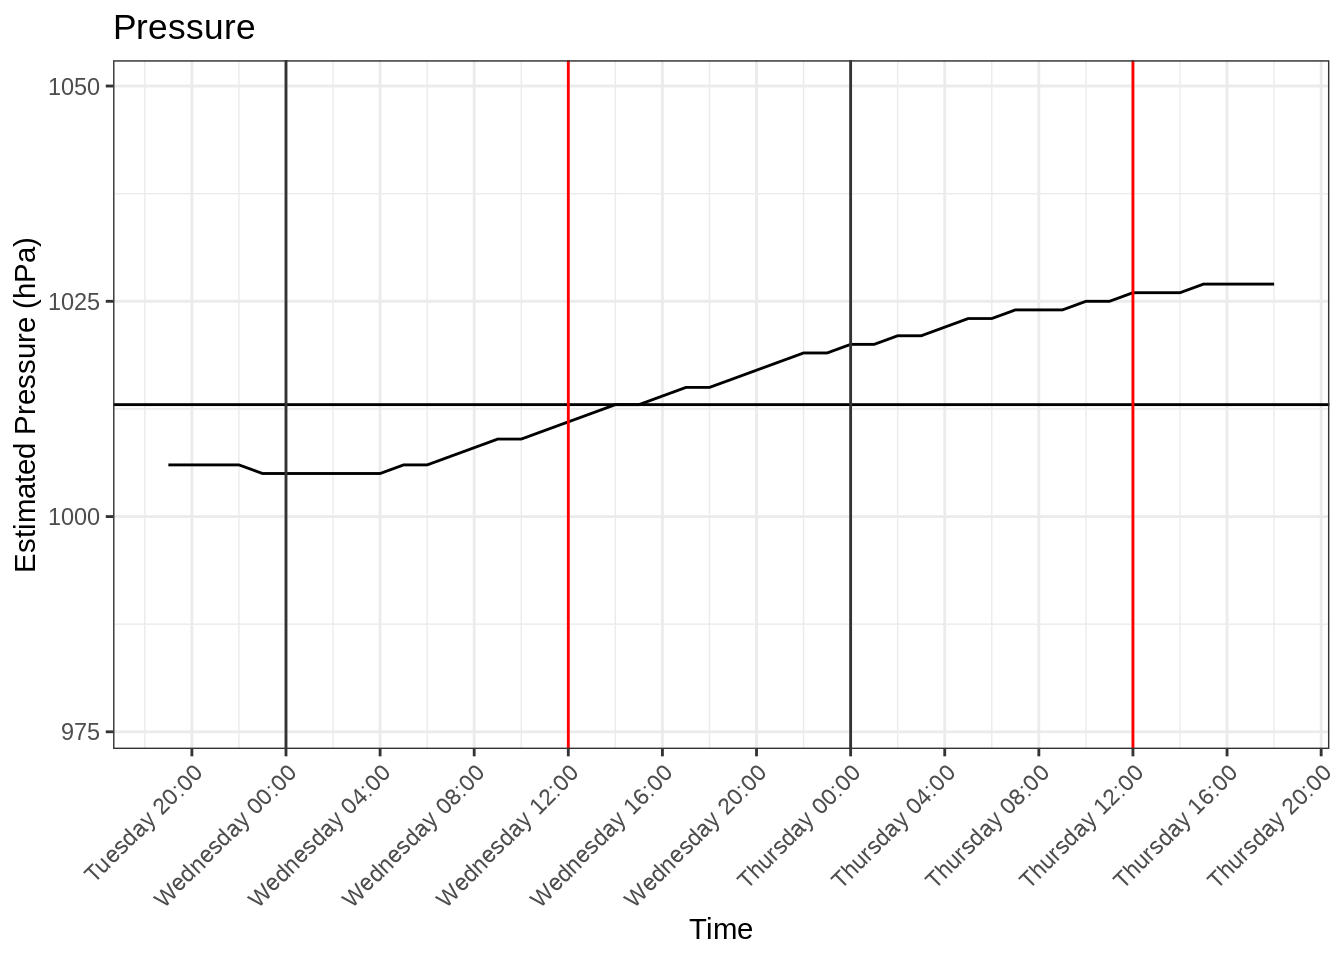 Pressure
Estimated Pressure (hPa)
1050
1025
1000
975
Tuesday 20:00
Wednesday 00:00
Wednesday 04:00
Wednesday 08:00
Wednesday 12:00
Wednesday 16:00
Wednesday 20:00
Thursday 00:00
Thursday 04:00
Thursday 08:00
Thursday 12:00
Thursday 16:00
Thursday 20:00
Time